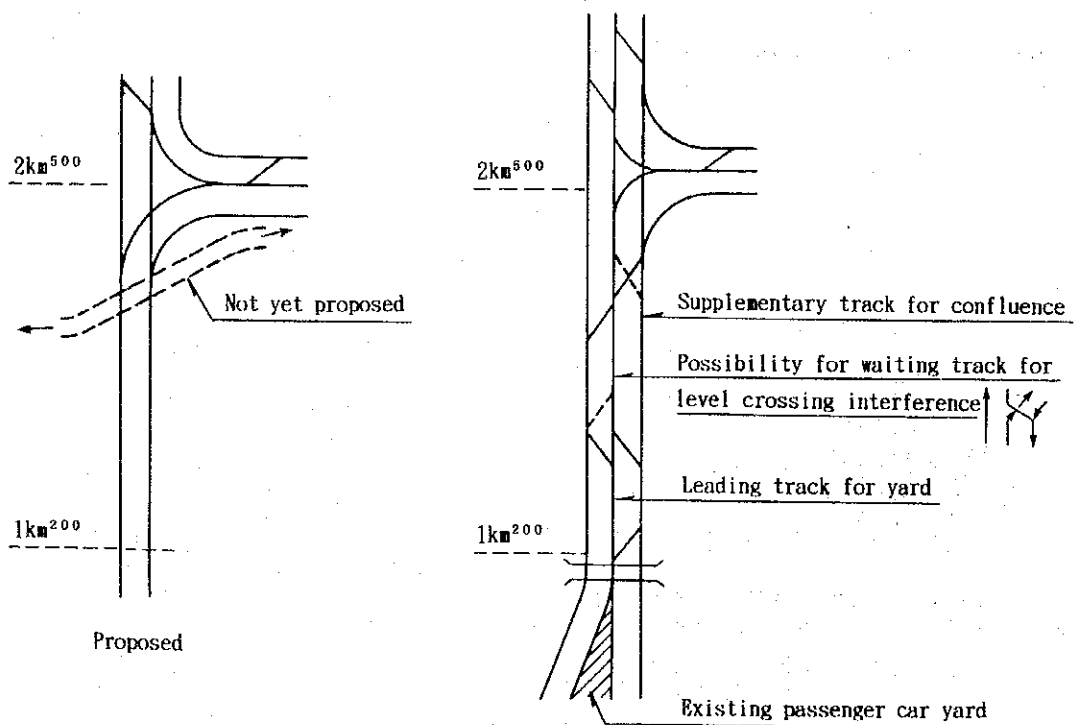 2km⁵⁰⁰
Not yet proposed
1km²⁰⁰
Proposed
2km⁵⁰⁰
Supplementary track for confluence
Possibility for waiting track for
level crossing interference
Leading track for yard
1km²⁰⁰
Existing passenger car yard